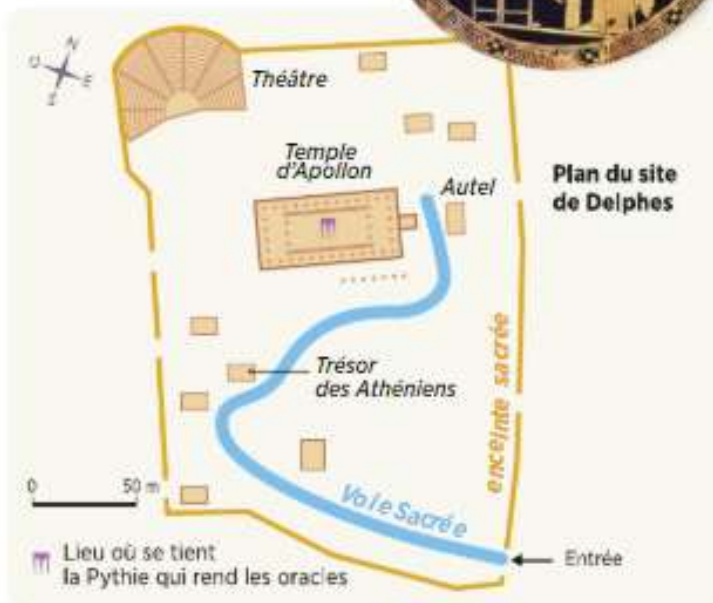 N
O
E
S
Théâtre
Temple
d'Apollon
Autel
Plan du site
de Delphes
enceinte sacrée
Trésor
des Athéniens
0 50 m
Voie Sacrée
Entrée
Lieu où se tient
la Pythie qui rend les oracles